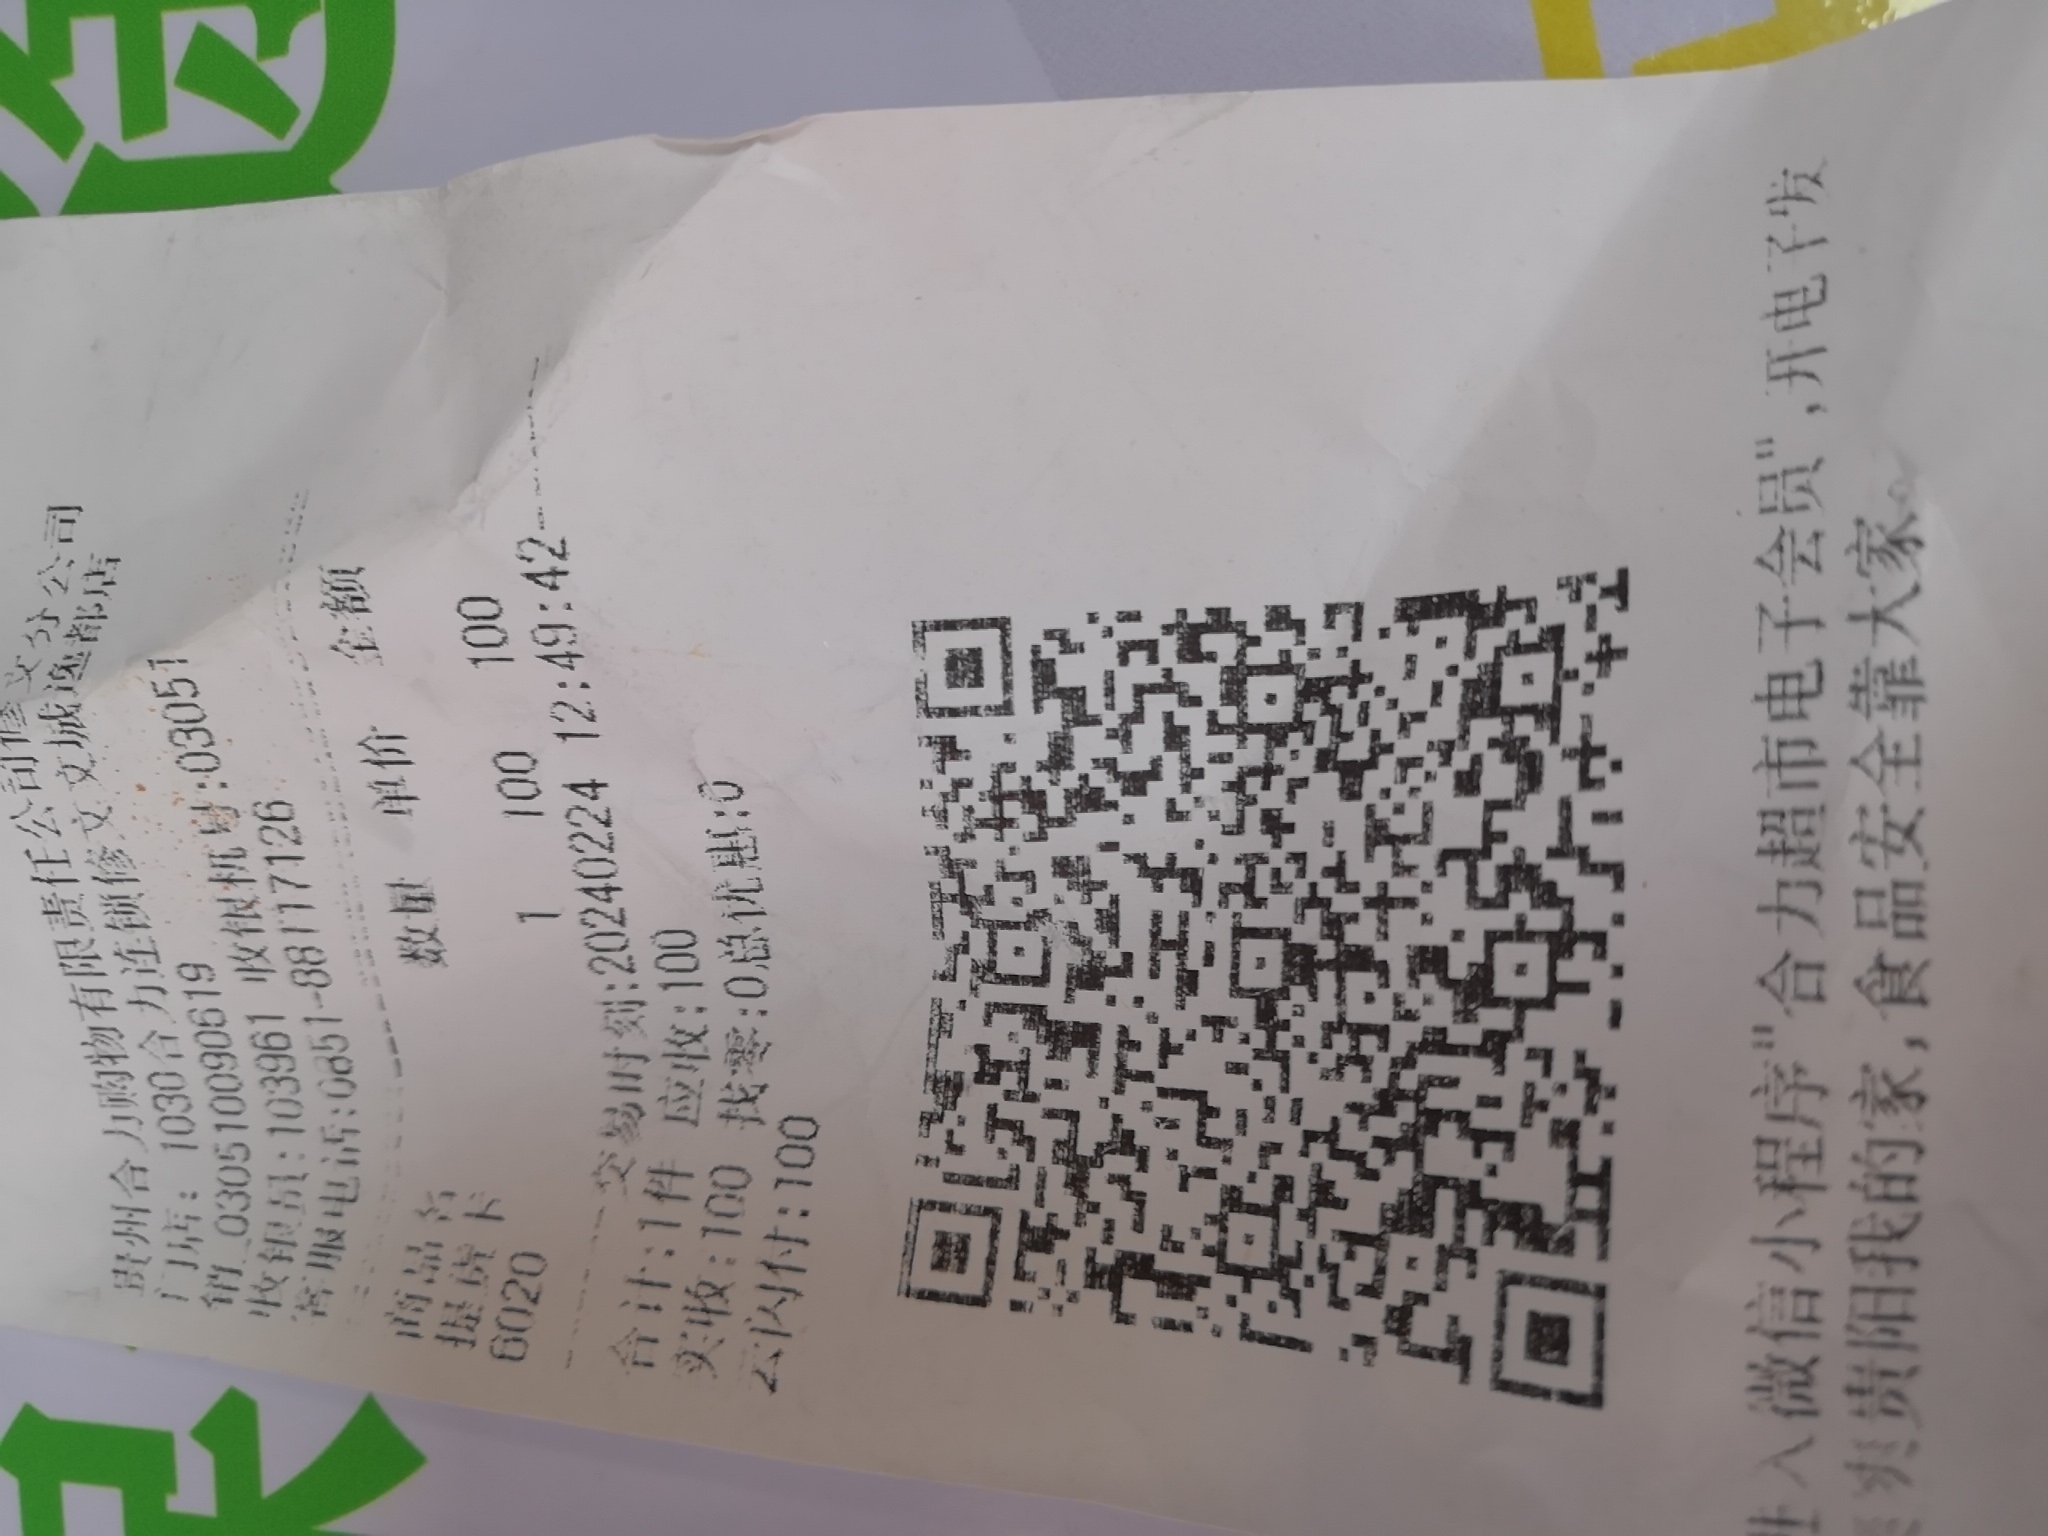 贵州合力购物有限责任公司修文分公司
门店: 1030合力连锁修文文城逸都店
销_0305100990619
收银员:103961 收银机号:03051
客服电话:0851-88117126
商品名 数量 单价 金额
提货卡
6020 1 100 100
交易时刻:20240224 12:49:42
合计:1件 应收:100
实收:100 找零:0总优惠:0
云闪付:100
进入微信小程序"合力超市电子会员",开电子发
爽爽贵阳我的家,食品安全靠大家。